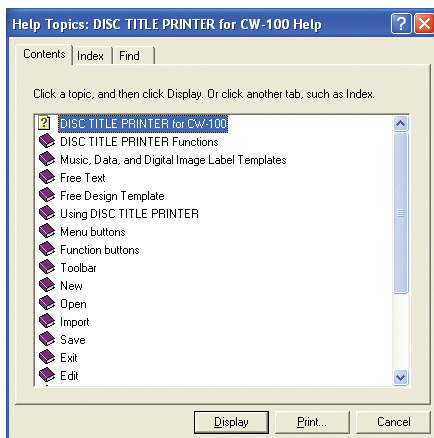 Help Topics: DISC TITLE PRINTER for CW-100 Help
Contents Index Find
Click a topic, and then click Display. Or click another tab, such as Index.
DISC TITLE PRINTER for CW-100
DISC TITLE PRINTER Functions
Music, Data, and Digital Image Label Templates
Free Text
Free Design Template
Using DISC TITLE PRINTER
Menu buttons
Function buttons
Toolbar
New
Open
Import
Save
Exit
Edit
Display Print... Cancel